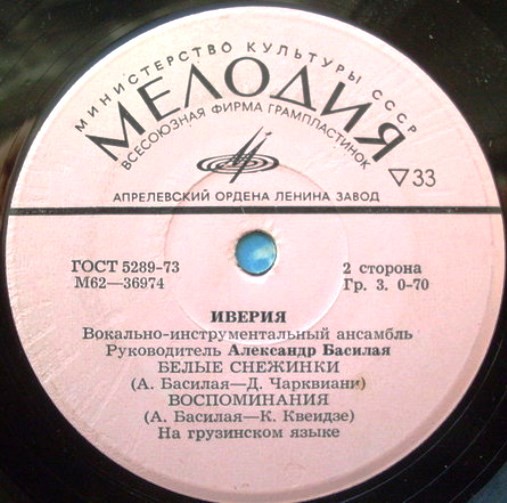 МИНИСТЕРСТВО КУЛЬТУРЫ СССР
МЕЛОДИЯ
ВСЕСОЮЗНАЯ ФИРМА ГРАМПЛАСТИНОК
33
АПРЕЛЕВСКИЙ ОРДЕНА ЛЕНИНА ЗАВОД
ГОСТ 5289-73
М62—36974
2 сторона
Гр. 3. 0-70
ИВЕРИЯ
Вокально-инструментальный ансамбль
Руководитель Александр Басилая
БЕЛЫЕ СНЕЖИНКИ
(А. Басилая—Д. Чарквиани)
ВОСПОМИНАНИЯ
(А. Басилая—К. Квеидзе)
На грузинском языке